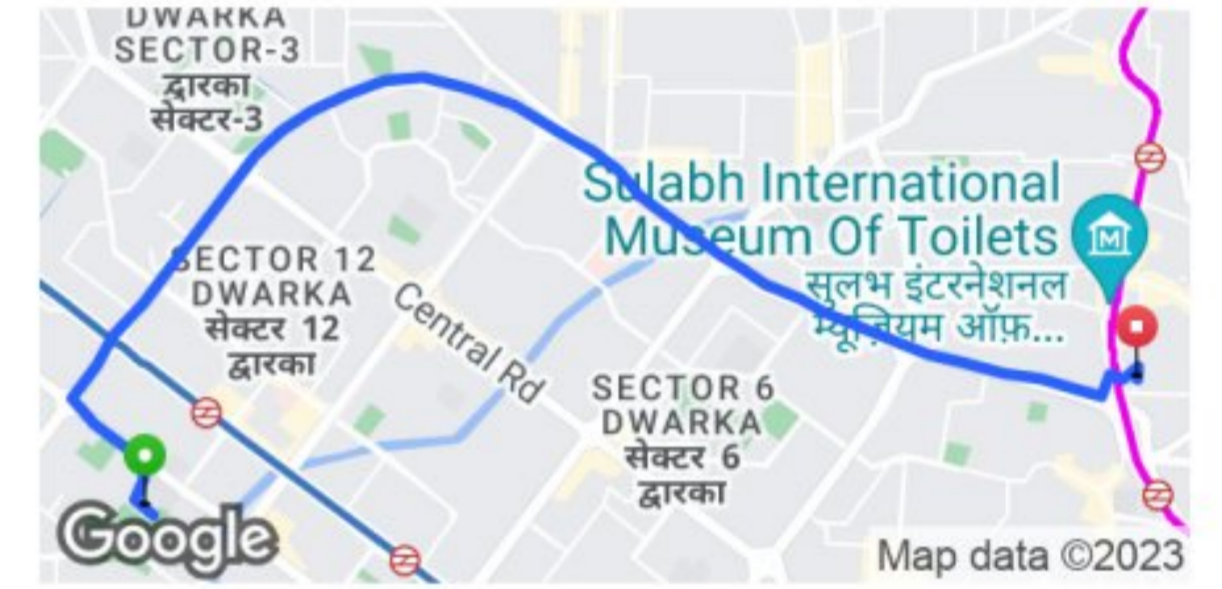 DWARKA
SECTOR-3
द्वारका
सेक्टर-3
Sulabh International
Museum Of Toilets
सुलभ इंटरनेशनल
म्यूज़ियम ऑफ़...
SECTOR 12
DWARKA
सेक्टर 12
द्वारका
Central Rd
SECTOR 6
DWARKA
सेक्टर 6
द्वारका
M
Google
Map data ©2023